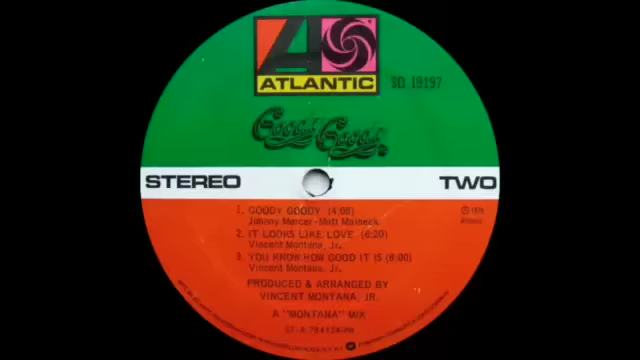 ATLANTIC
SD 19197
Goody Goody
STEREO
TWO
1. GOODY GOODY (4:06)
Johnny Mercer-Matt Malneck
2. IT LOOKS LIKE LOVE (6:20)
Vincent Montana, Jr.
3. YOU KNOW HOW GOOD IT IS (6:00)
Vincent Montana, Jr.
PRODUCED & ARRANGED BY
VINCENT MONTANA, JR.
A "MONTANA" MIX